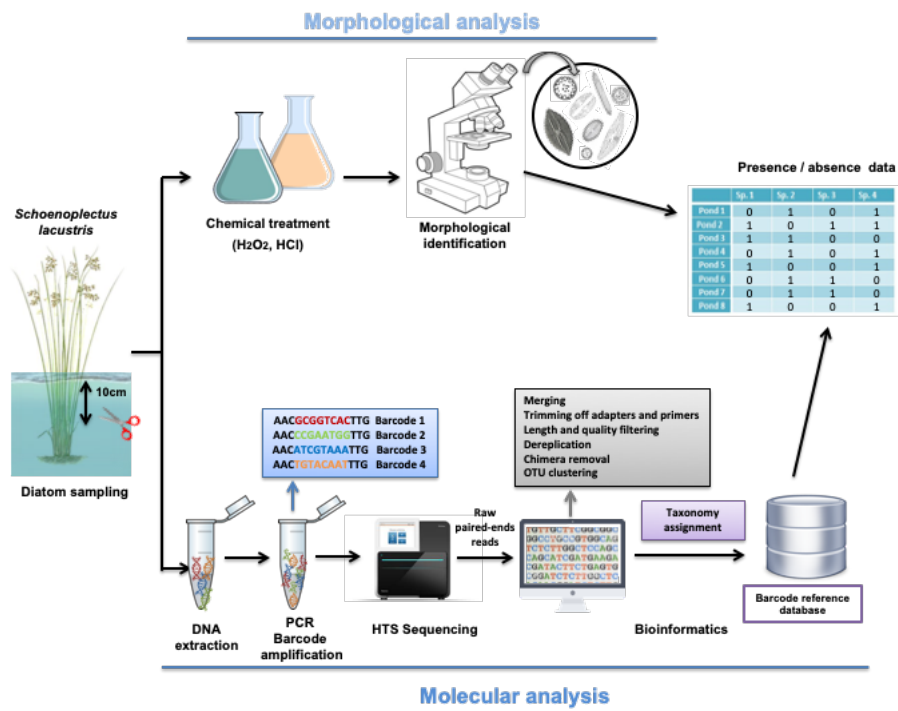 Morphological analysis
Schoenoplectus
lacustris
10cm
Diatom sampling
Chemical treatment
(H2O2, HCl)
Morphological
identification
Presence / absence data
Sp. 1 Sp. 2 Sp. 3 Sp. 4
Pond 1 0 1 0 1
Pond 2 1 0 1 1
Pond 3 1 1 0 0
Pond 4 0 1 0 1
Pond 5 1 0 0 1
Pond 6 0 1 1 0
Pond 7 0 1 1 0
Pond 8 1 0 0 1
AACGCGGTCACTTG Barcode 1
AACCCGAATGGTTG Barcode 2
AACATCGTAAATTG Barcode 3
AACTGTACAATTTG Barcode 4
Merging
Trimming off adapters and primers
Length and quality filtering
Dereplication
Chimera removal
OTU clustering
DNA
extraction
PCR
Barcode
amplification
HTS Sequencing
Raw
paired-ends
reads
Taxonomy
assignment
Bioinformatics
Barcode reference
database
Molecular analysis